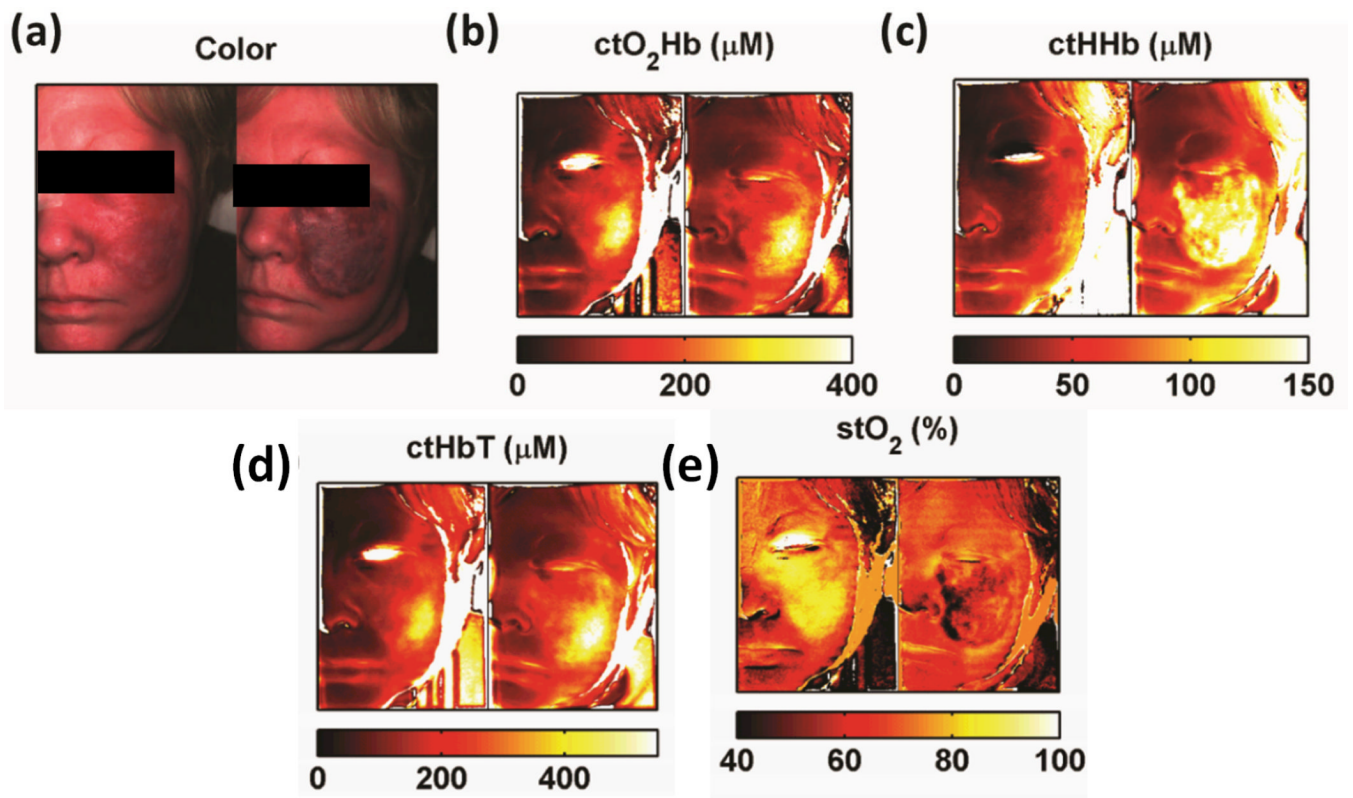 (a)
Color
(b)
ctO₂Hb (μM)
0 200 400
(c)
ctHHb (μM)
0 50 100 150
(d)
ctHbT (μM)
0 200 400
(e)
stO₂ (%)
40 60 80 100